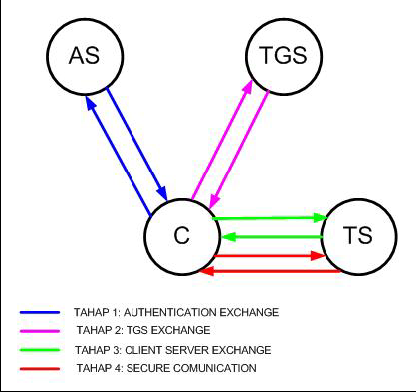 AS
TGS
C
TS
TAHAP 1: AUTHENTICATION EXCHANGE
TAHAP 2: TGS EXCHANGE
TAHAP 3: CLIENT SERVER EXCHANGE
TAHAP 4: SECURE COMUNICATION